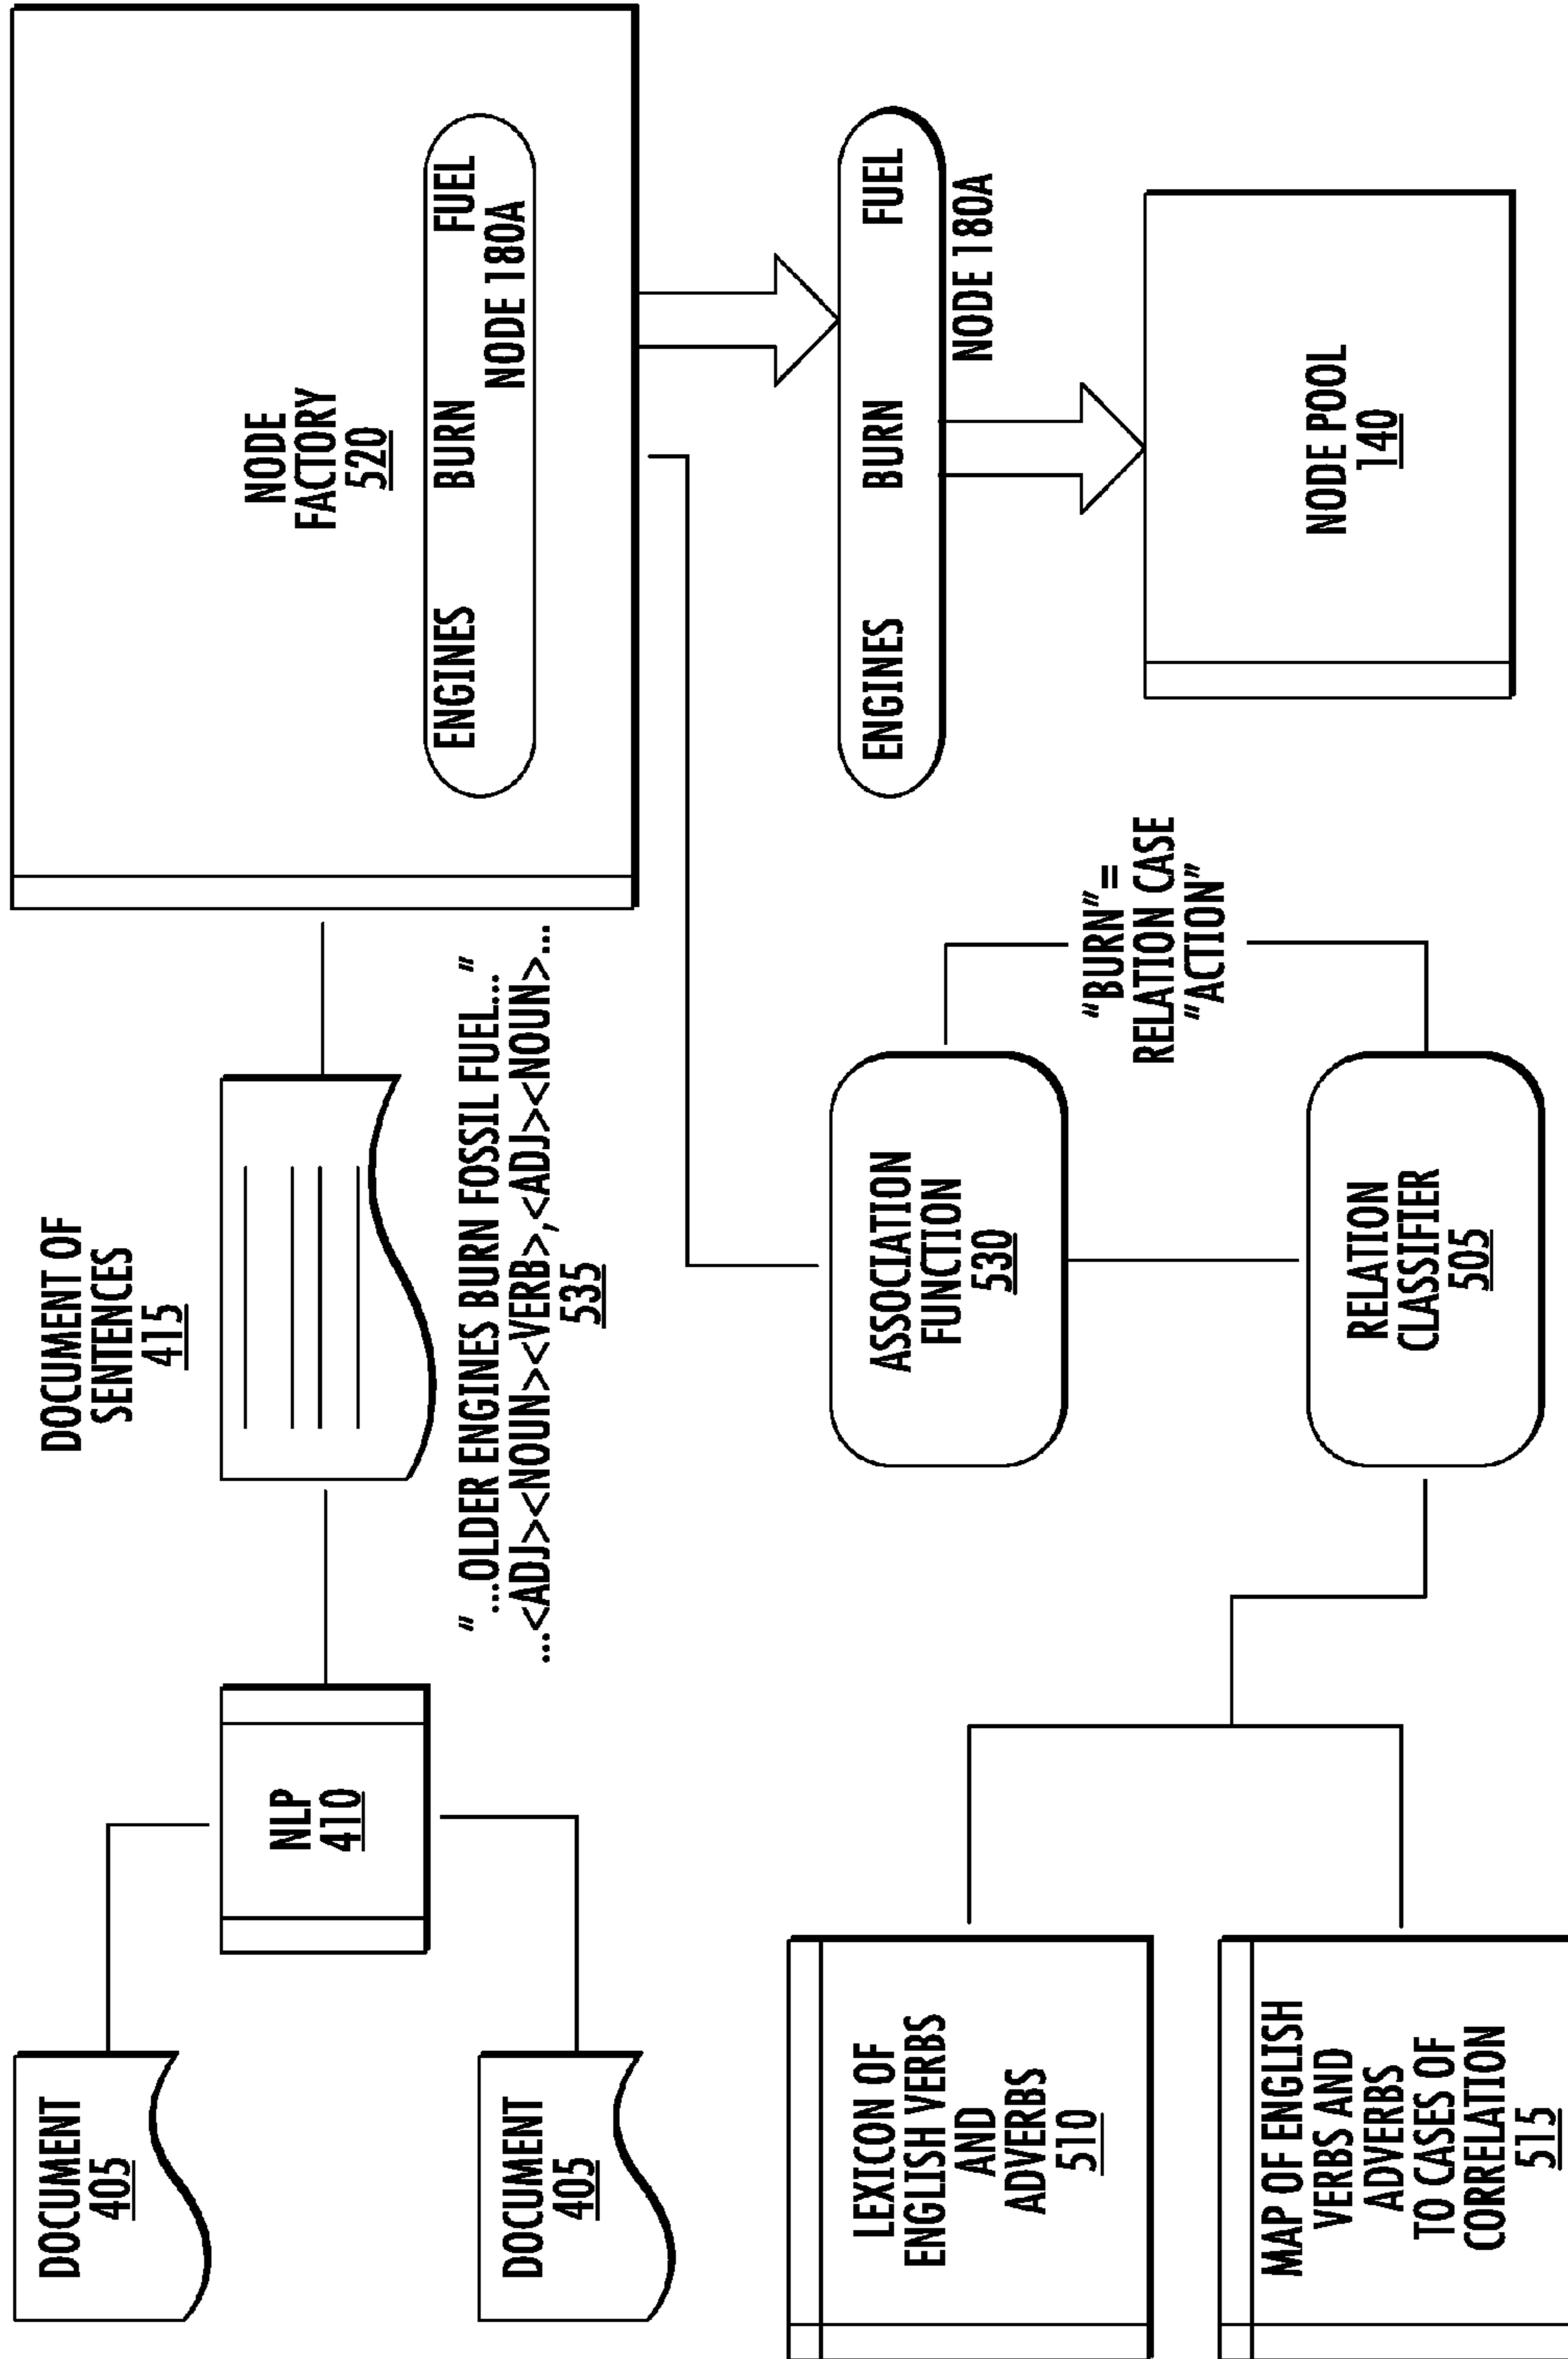 DOCUMENT
405
DOCUMENT
405
NLP
410
DOCUMENT OF
SENTENCES
415
"...OLDER ENGINES BURN FOSSIL FUEL..."
...<ADJ><NOUN><VERB>,<ADJ><NOUN>...
535
NODE
FACTORY
520
ENGINES BURN FUEL
NODE 180A
LEXICON OF
ENGLISH VERBS
AND
ADVERBS
510
MAP OF ENGLISH
VERBS AND
ADVERBS
TO CASES OF
CORRELATION
515
ASSOCIATION
FUNCTION
530
RELATION
CLASSIFIER
505
"BURN"=
RELATION CASE
"ACTION"
ENGINES BURN FUEL
NODE 180A
NODE POOL
140